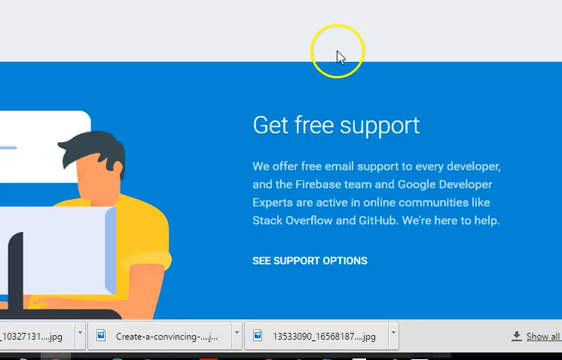 Get free support
We offer free email support to every developer,
and the Firebase team and Google Developer
Experts are active in online communities like
Stack Overflow and GitHub. We're here to help.
SEE SUPPORT OPTIONS
_10327131....jpg
Create-a-convincing-....j...
13533090_16568187....jpg
Show all